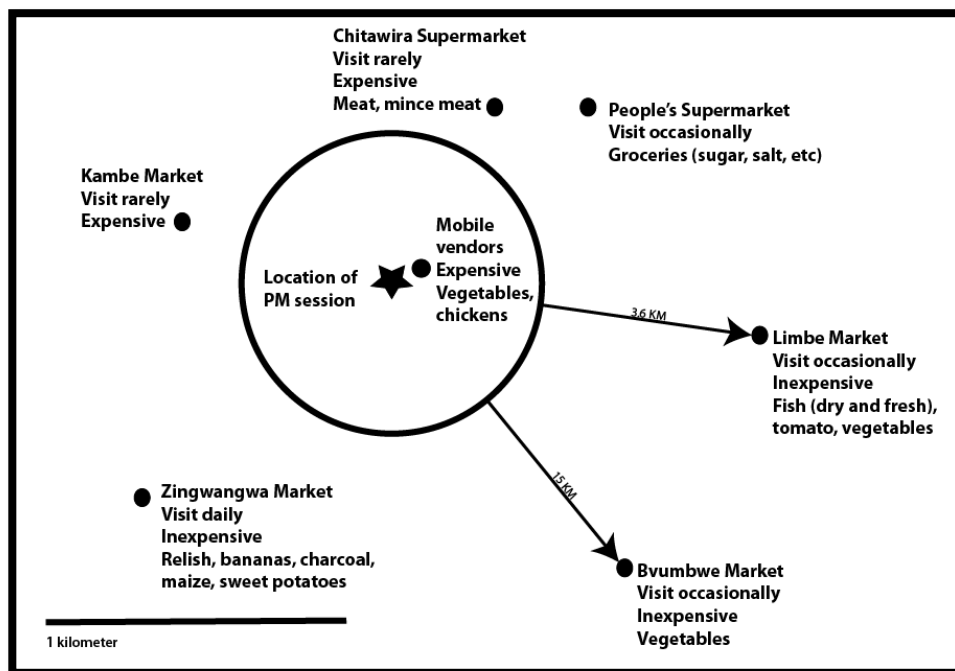 Chitawira Supermarket
Visit rarely
Expensive
Meat, mince meat
People's Supermarket
Visit occasionally
Groceries (sugar, salt, etc)
Kambe Market
Visit rarely
Expensive
Mobile
vendors
Expensive
Vegetables,
chickens
Location of
PM session
3.6 KM
Limbe Market
Visit occasionally
Inexpensive
Fish (dry and fresh),
tomato, vegetables
15 KM
Zingwangwa Market
Visit daily
Inexpensive
Relish, bananas, charcoal,
maize, sweet potatoes
Bvumbwe Market
Visit occasionally
Inexpensive
Vegetables
1 kilometer